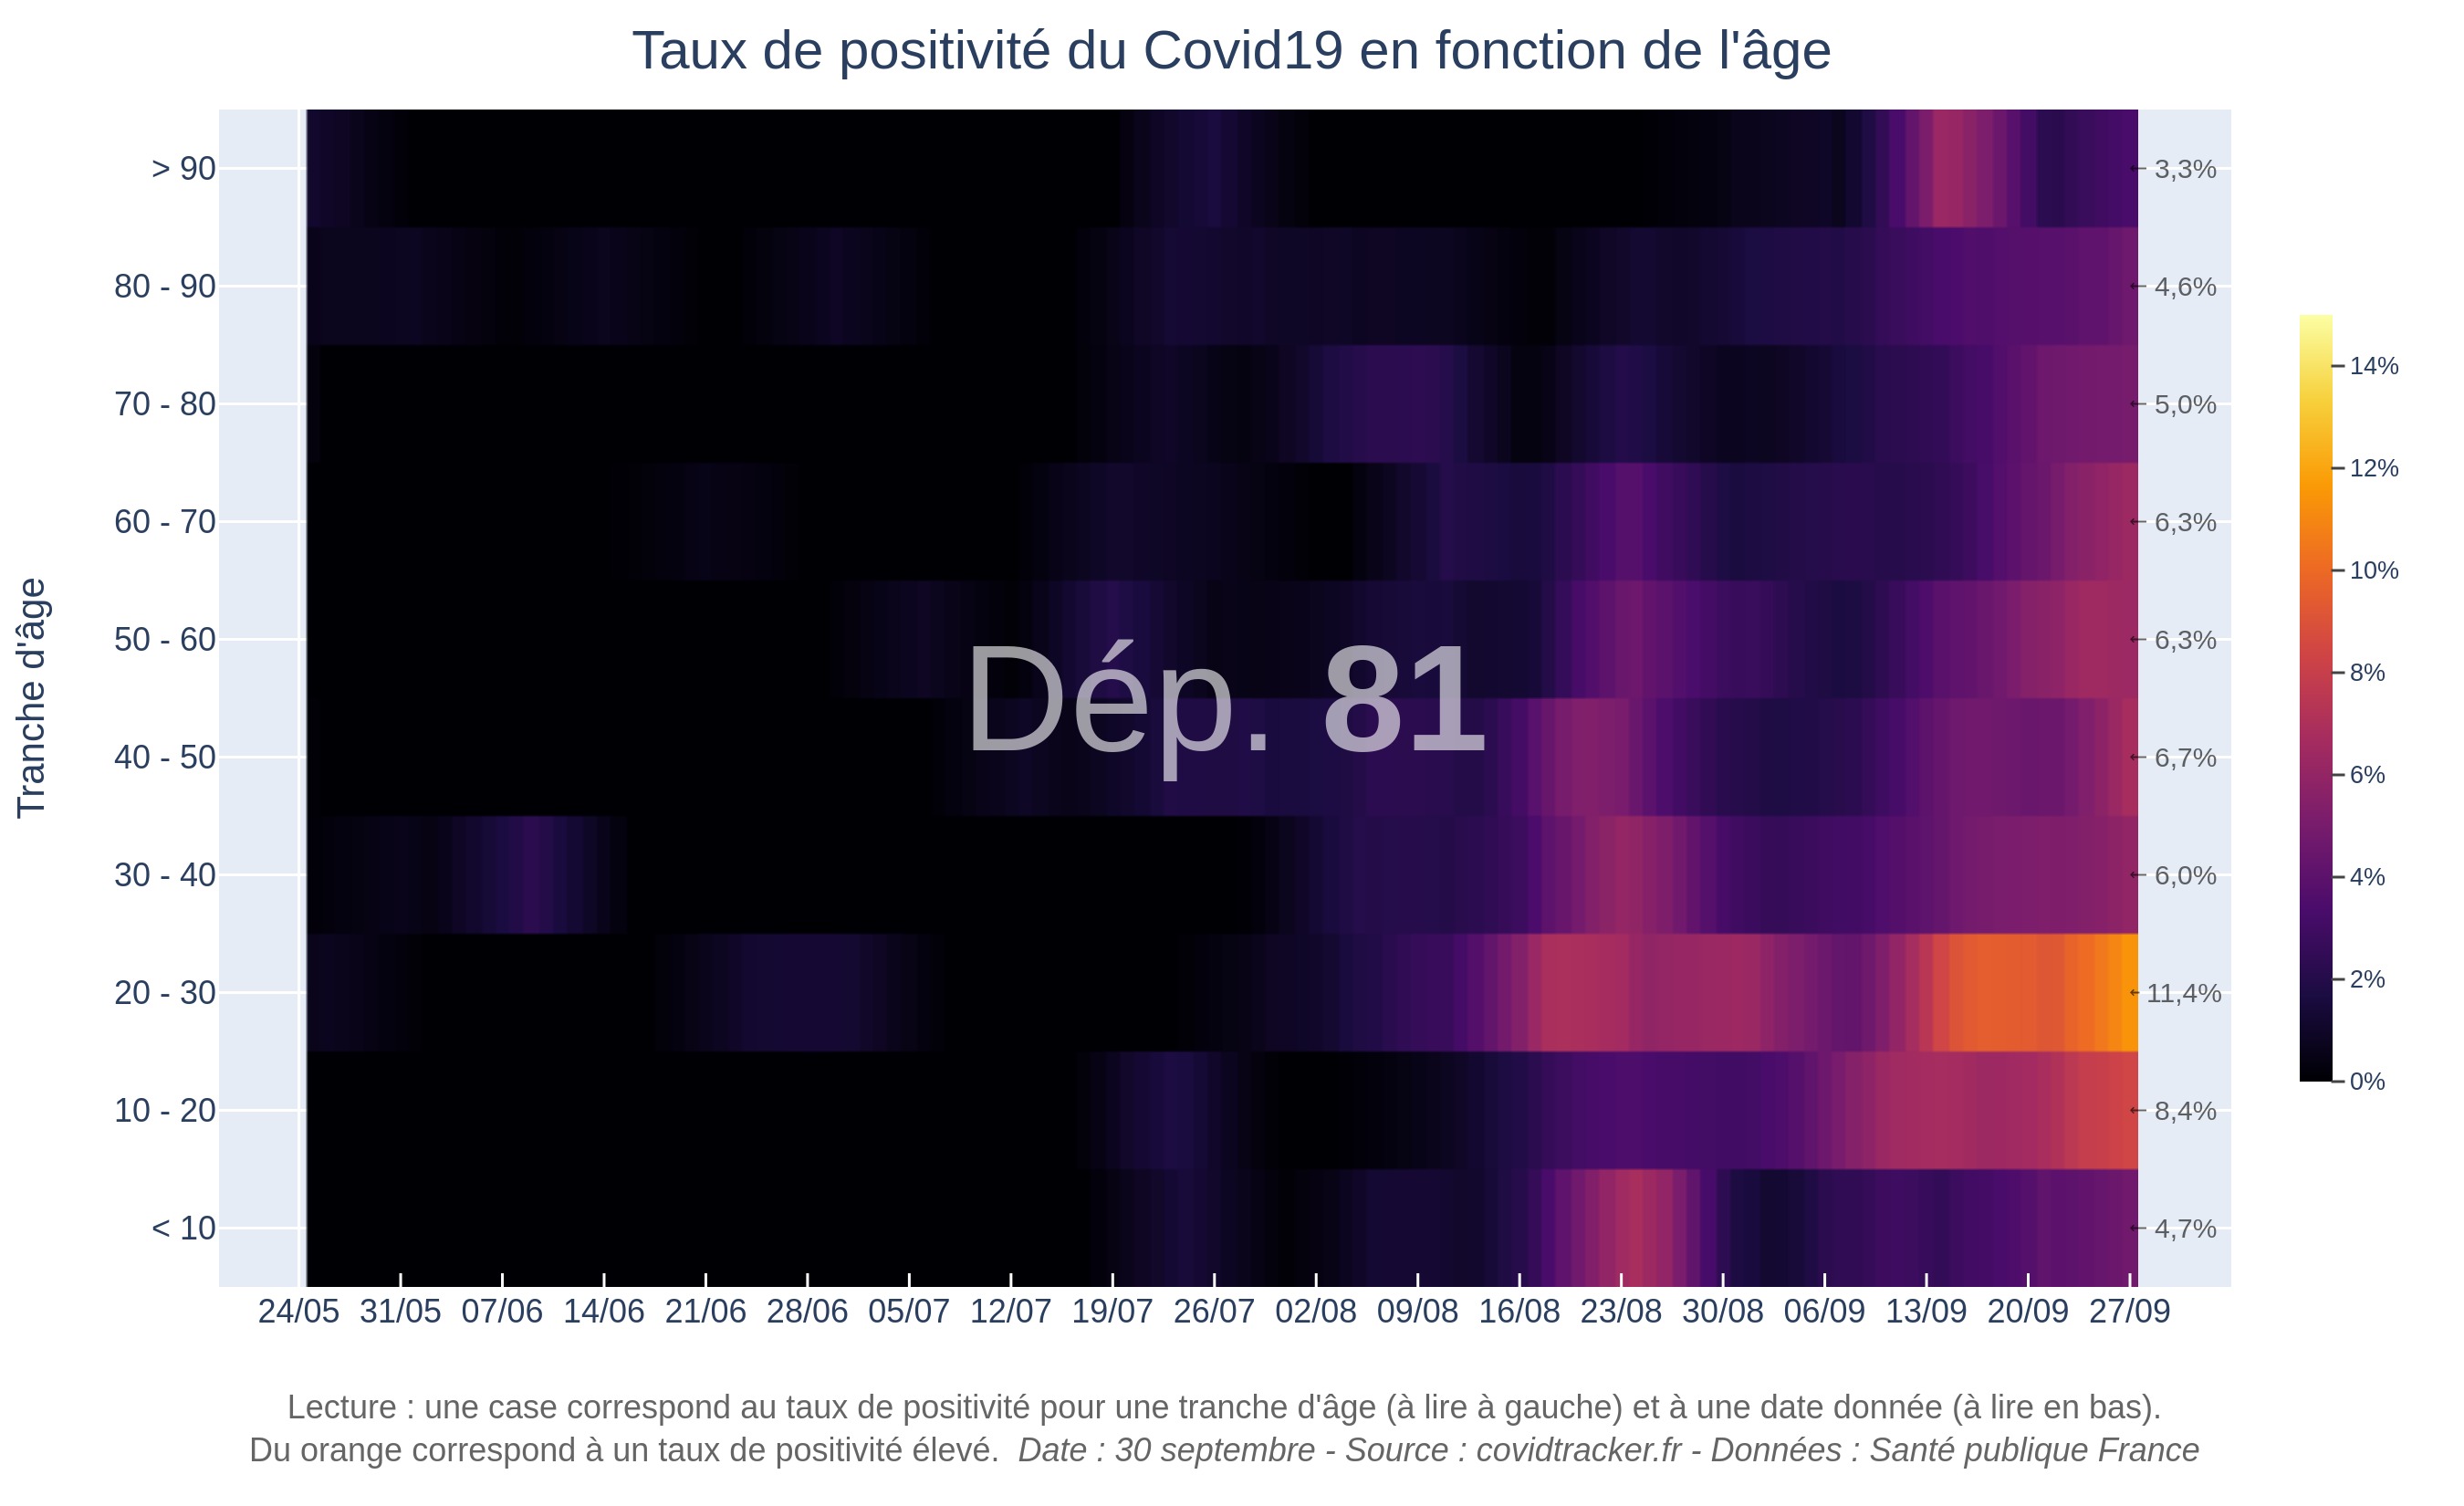 Taux de positivité du Covid19 en fonction de l'âge
Tranche d'âge
> 90
80 - 90
70 - 80
60 - 70
50 - 60
40 - 50
30 - 40
20 - 30
10 - 20
< 10
Dép. 81
3,3%
4,6%
5,0%
6,3%
6,3%
6,7%
6,0%
11,4%
8,4%
4,7%
14%
12%
10%
8%
6%
4%
2%
0%
24/05 31/05 07/06 14/06 21/06 28/06 05/07 12/07 19/07 26/07 02/08 09/08 16/08 23/08 30/08 06/09 13/09 20/09 27/09
Lecture : une case correspond au taux de positivité pour une tranche d'âge (à lire à gauche) et à une date donnée (à lire en bas).
Du orange correspond à un taux de positivité élevé. Date : 30 septembre - Source : covidtracker.fr - Données : Santé publique France